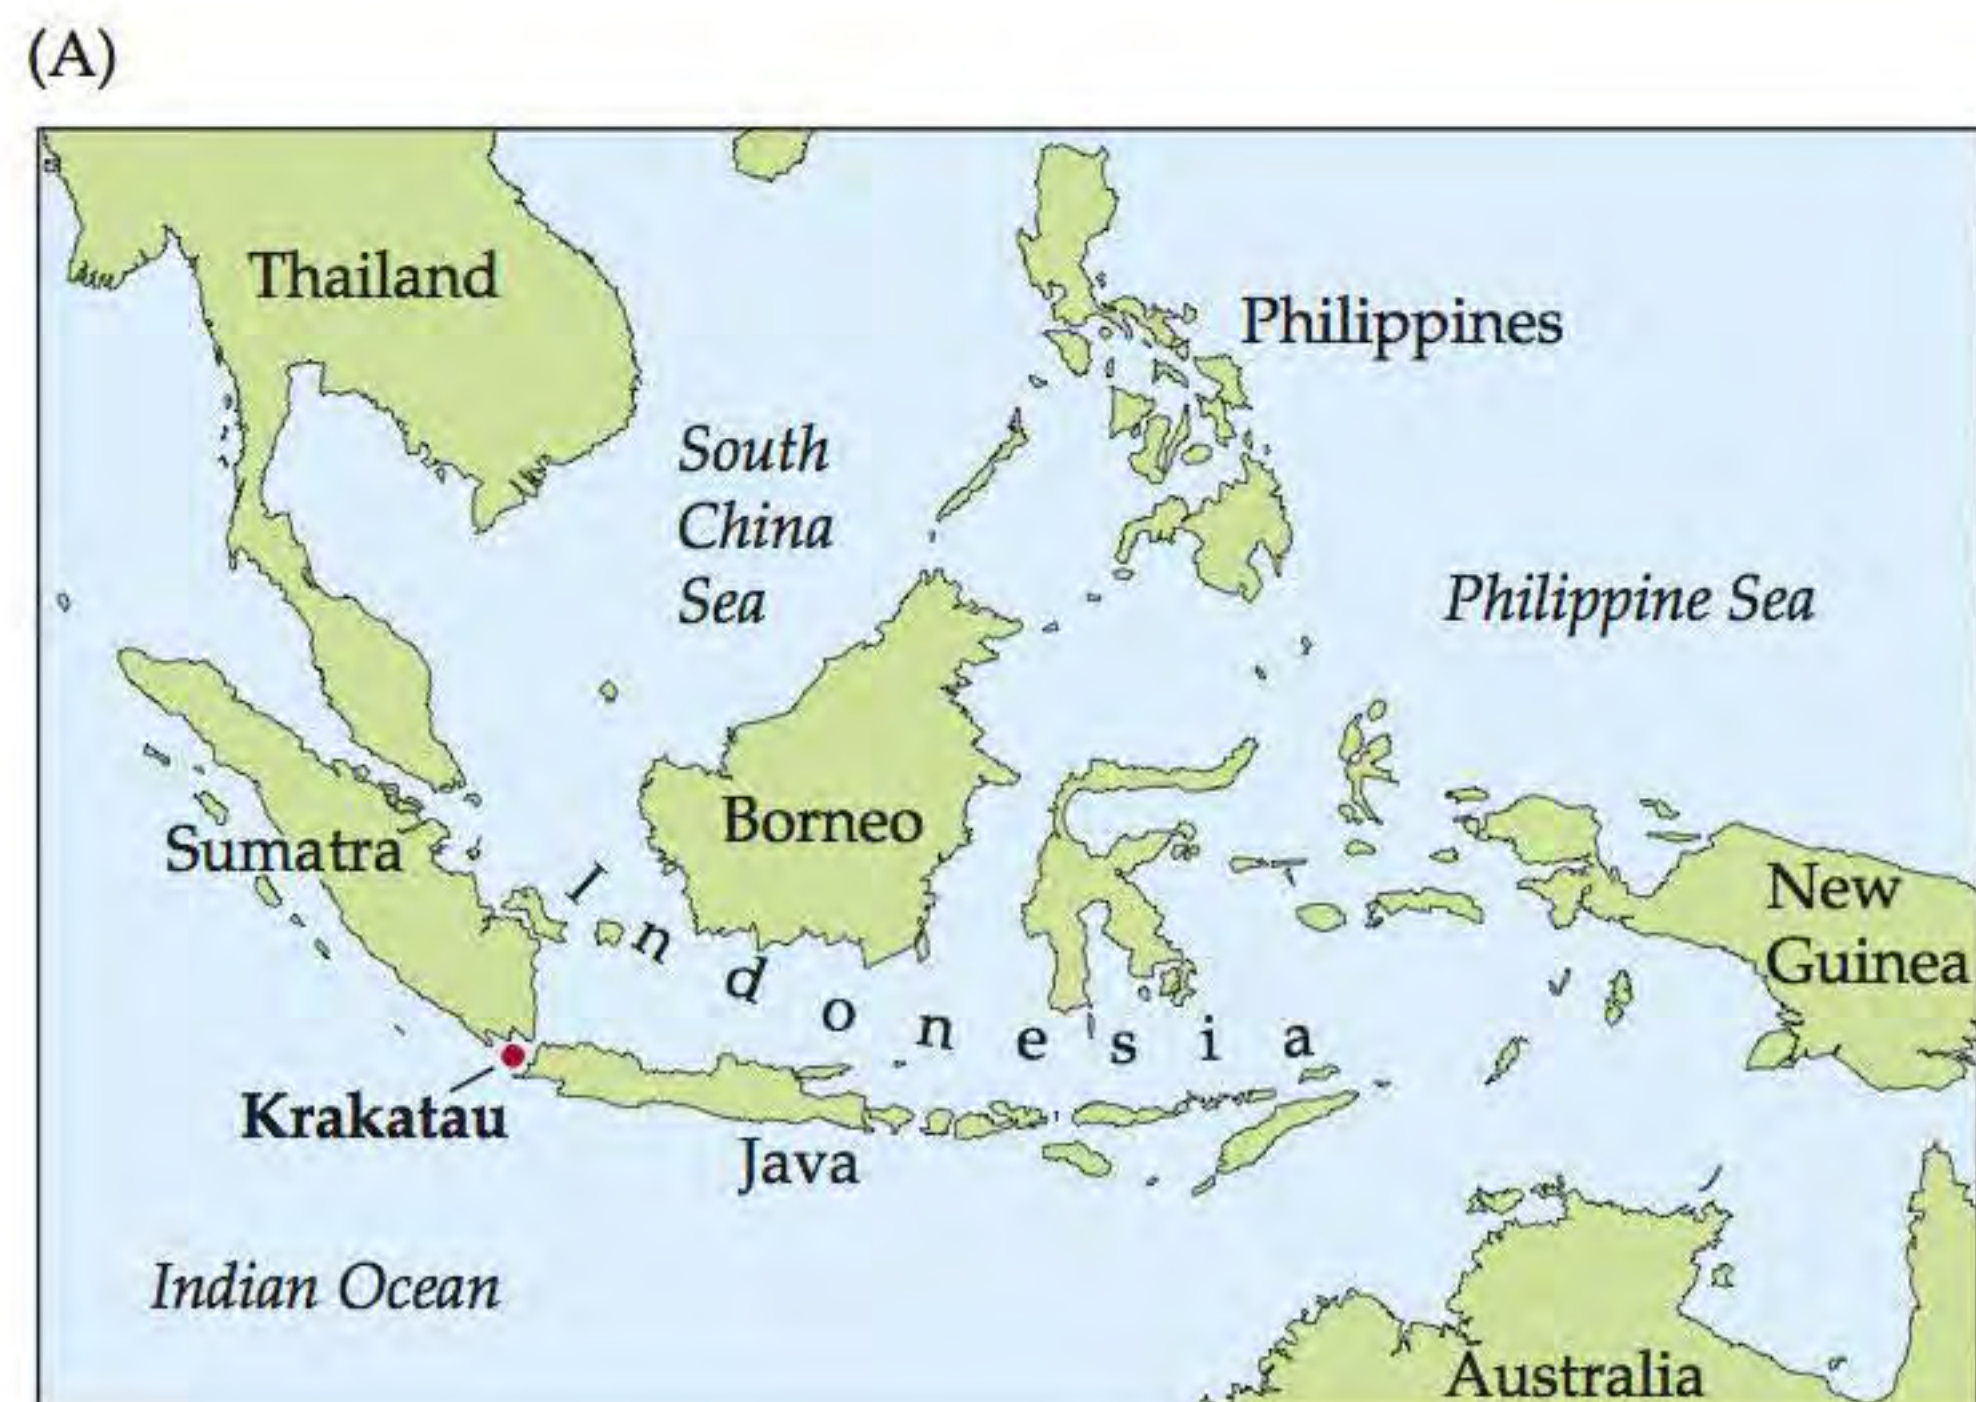 (A)
Thailand
Philippines
South
China
Sea
Philippine Sea
Borneo
Sumatra
New
Guinea
Indonesia
Krakatau
Java
Indian Ocean
Australia